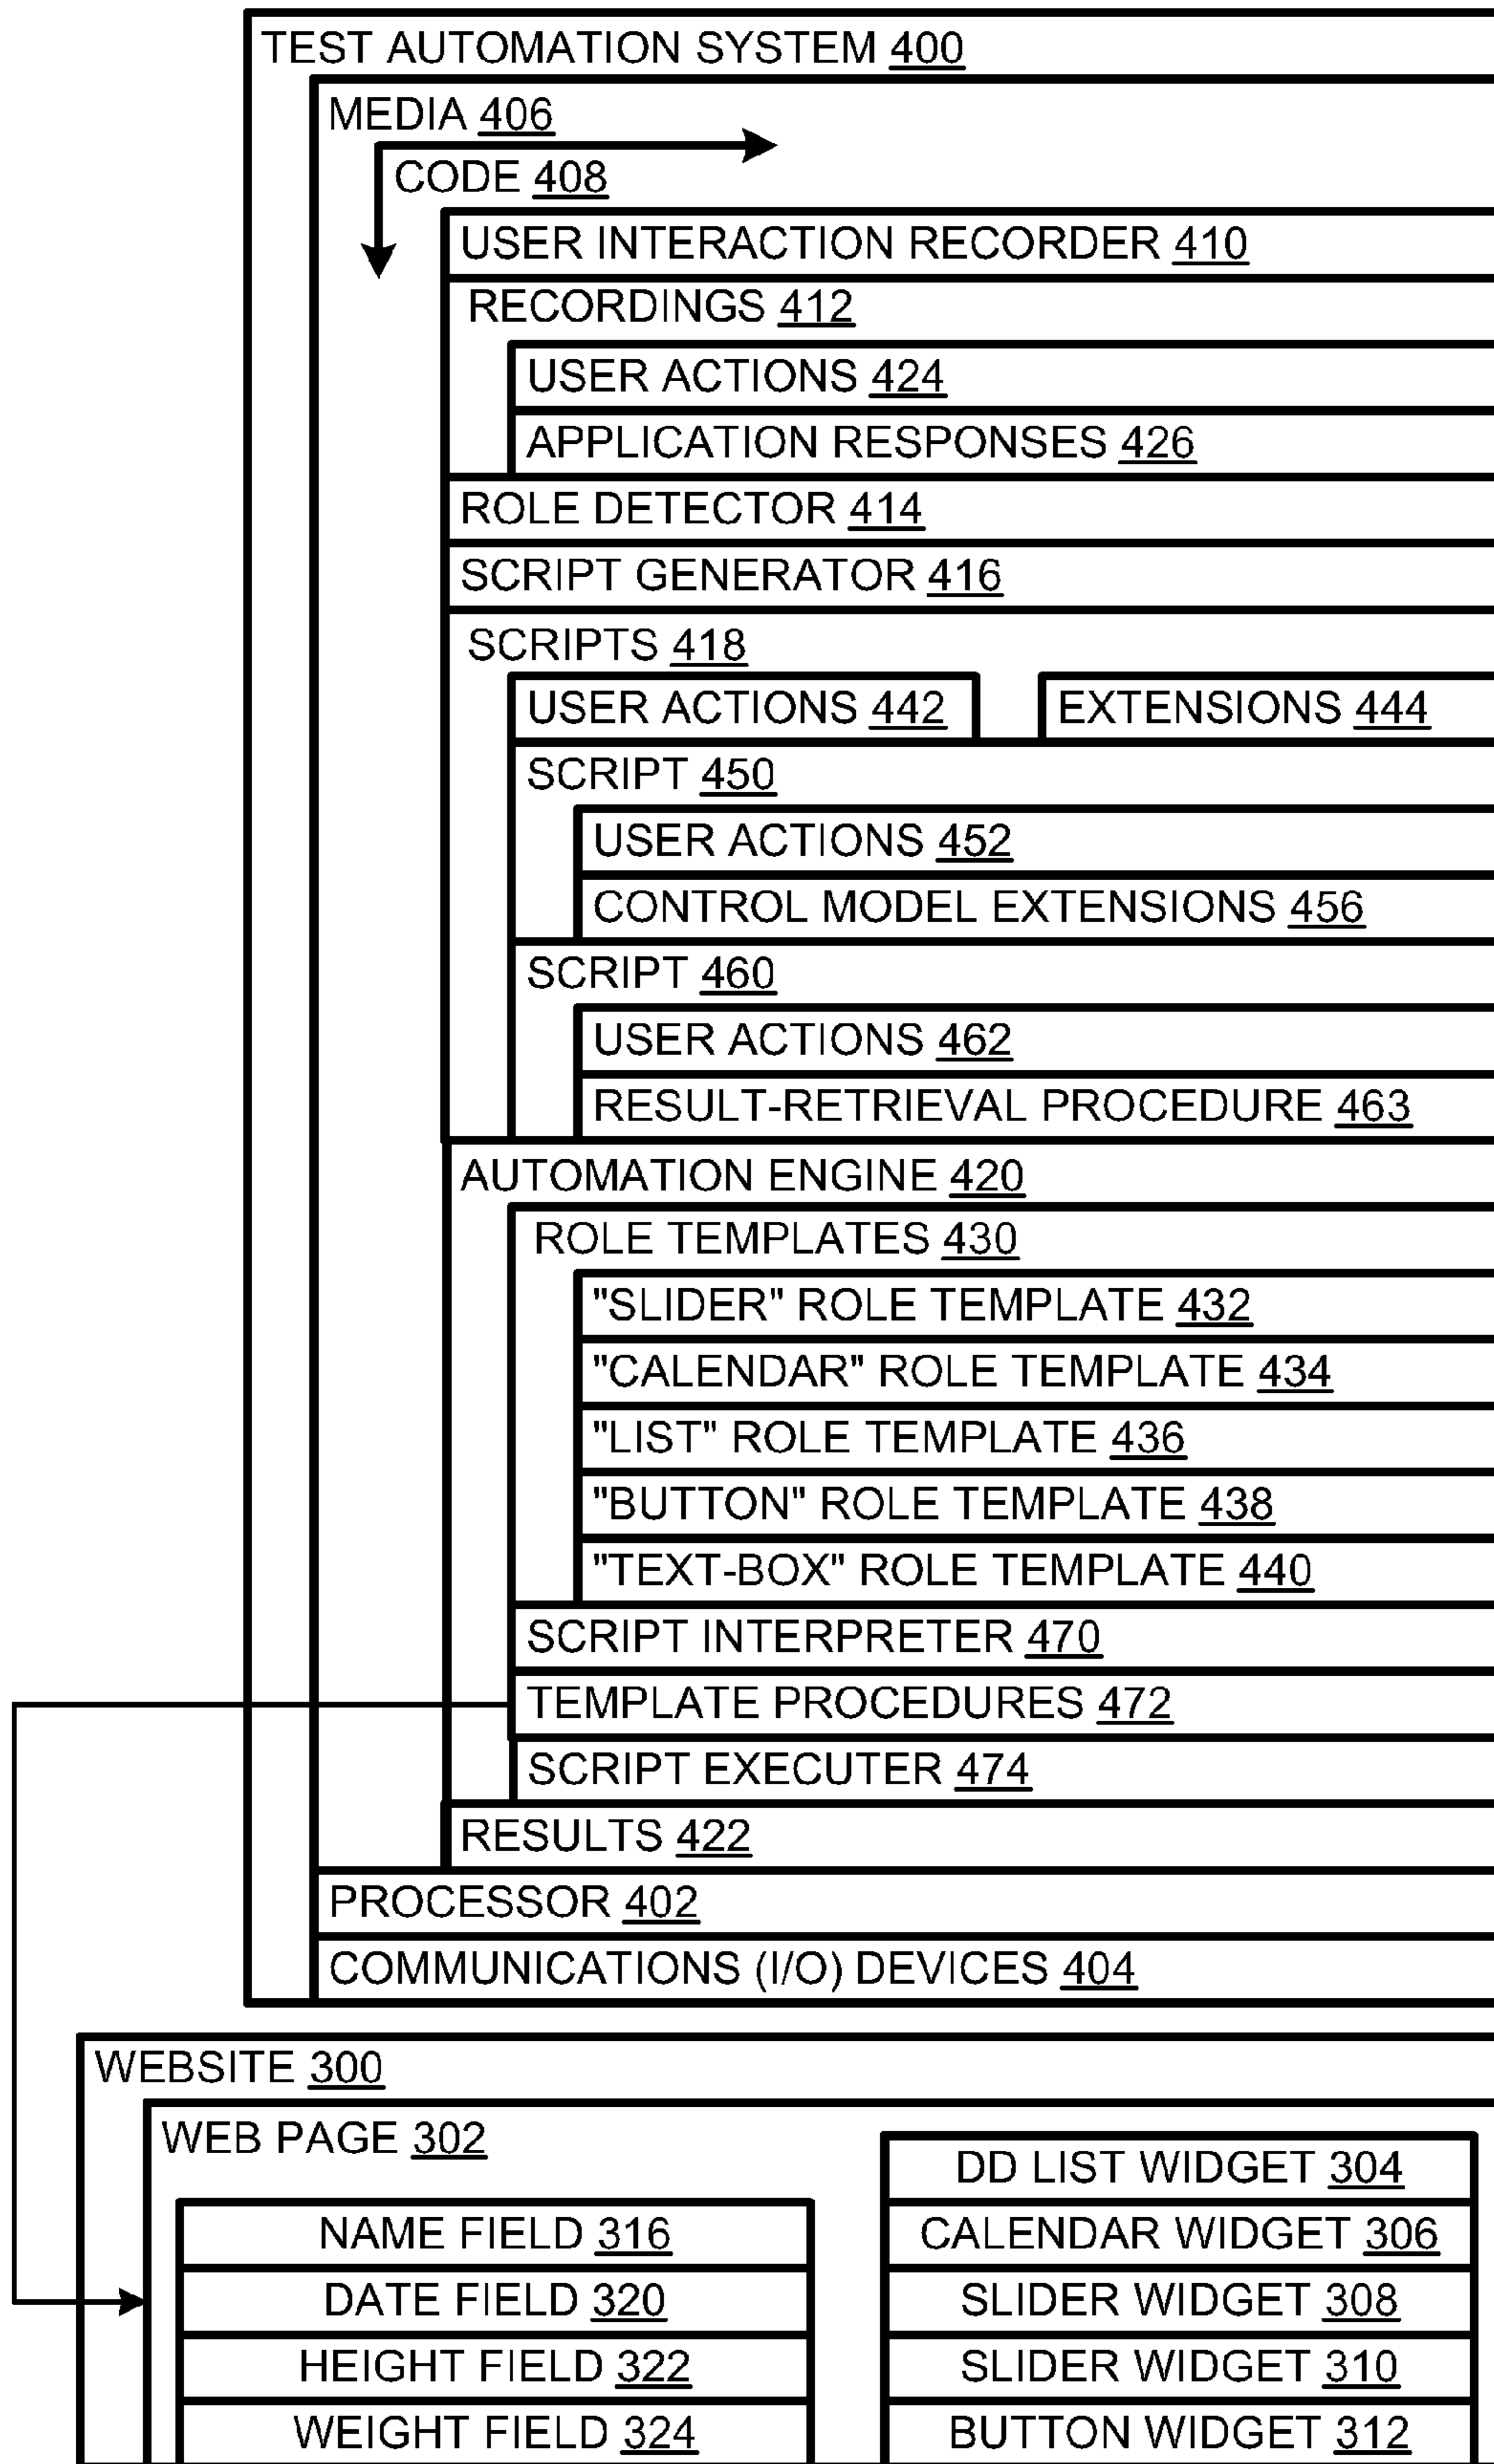 TEST AUTOMATION SYSTEM 400
MEDIA 406
CODE 408
USER INTERACTION RECORDER 410
RECORDINGS 412
USER ACTIONS 424
APPLICATION RESPONSES 426
ROLE DETECTOR 414
SCRIPT GENERATOR 416
SCRIPTS 418
USER ACTIONS 442 EXTENSIONS 444
SCRIPT 450
USER ACTIONS 452
CONTROL MODEL EXTENSIONS 456
SCRIPT 460
USER ACTIONS 462
RESULT-RETRIEVAL PROCEDURE 463
AUTOMATION ENGINE 420
ROLE TEMPLATES 430
"SLIDER" ROLE TEMPLATE 432
"CALENDAR" ROLE TEMPLATE 434
"LIST" ROLE TEMPLATE 436
"BUTTON" ROLE TEMPLATE 438
"TEXT-BOX" ROLE TEMPLATE 440
SCRIPT INTERPRETER 470
TEMPLATE PROCEDURES 472
SCRIPT EXECUTER 474
RESULTS 422
PROCESSOR 402
COMMUNICATIONS (I/O) DEVICES 404
WEBSITE 300
WEB PAGE 302
NAME FIELD 316
DATE FIELD 320
HEIGHT FIELD 322
WEIGHT FIELD 324
DD LIST WIDGET 304
CALENDAR WIDGET 306
SLIDER WIDGET 308
SLIDER WIDGET 310
BUTTON WIDGET 312